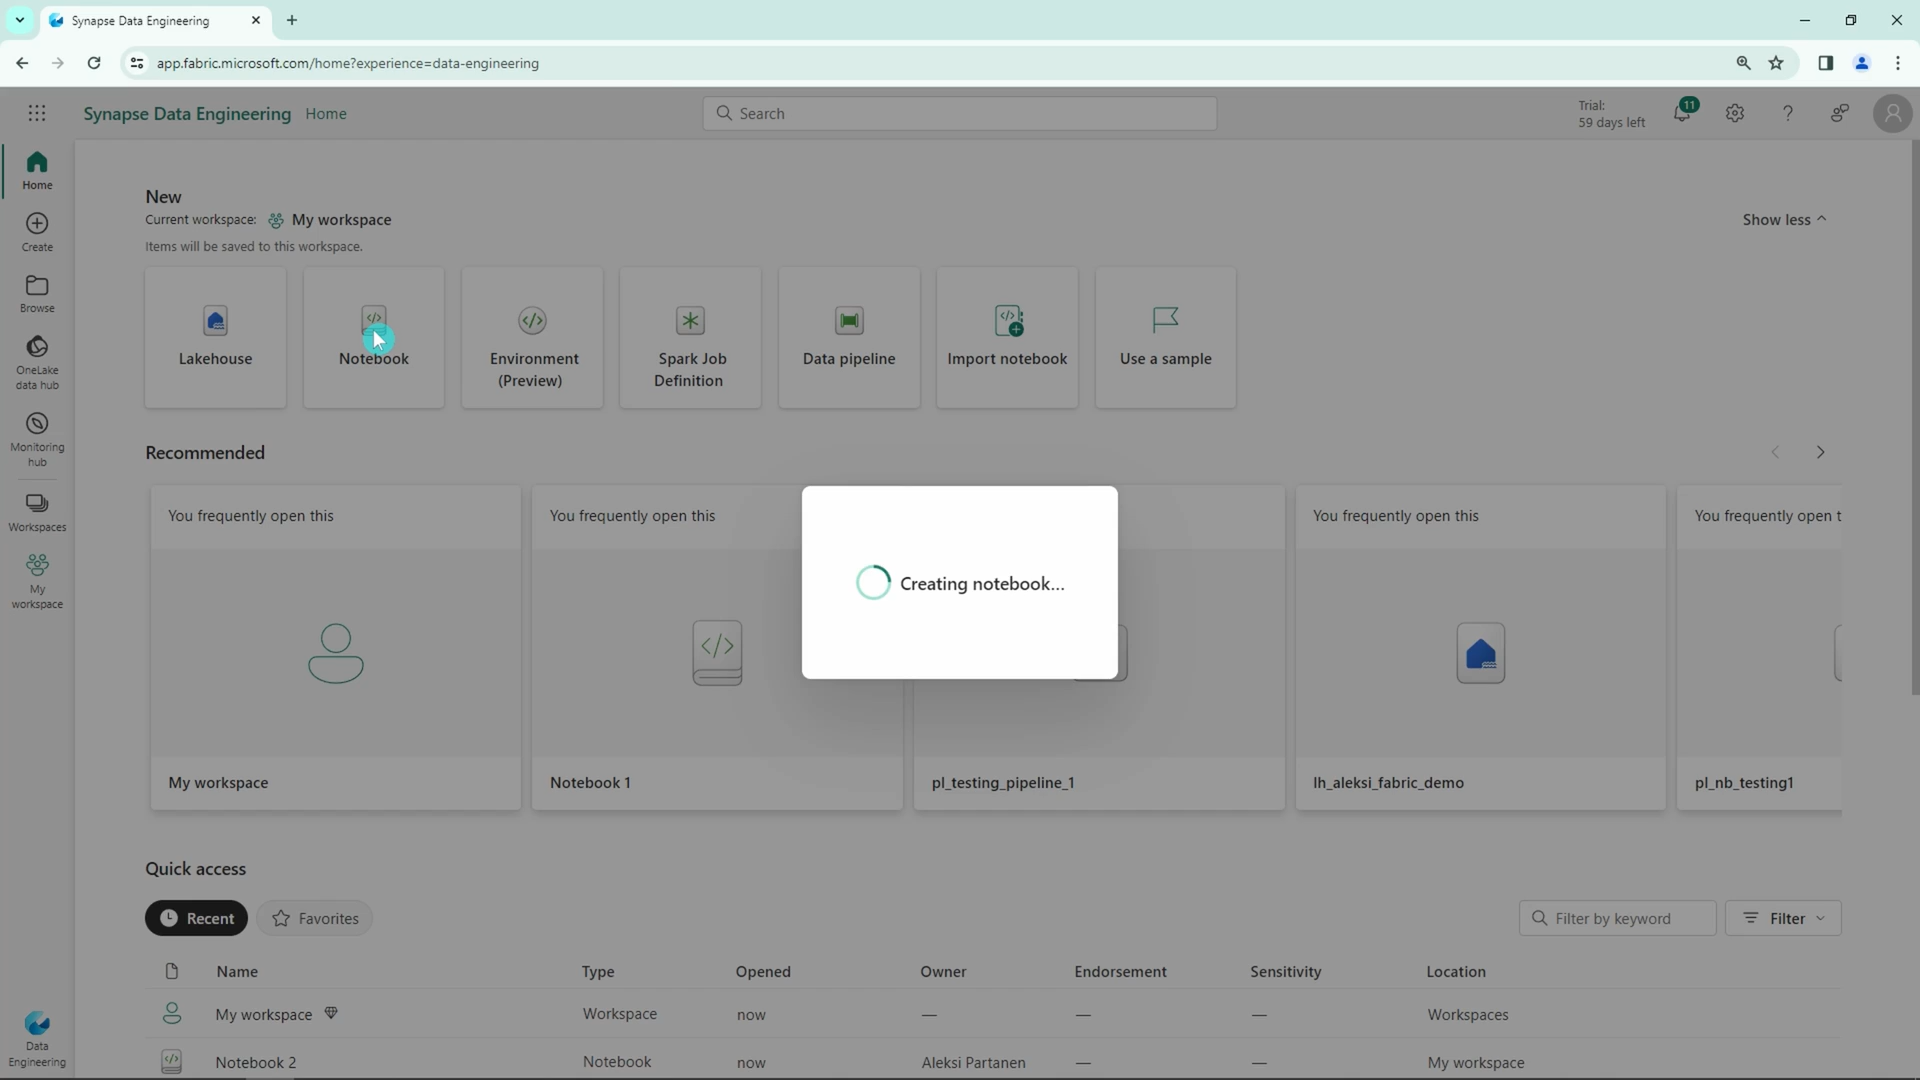 Synapse Data Engineering
app.fabric.microsoft.com/home?experience=data-engineering
Synapse Data Engineering Home
Search
Trial:
59 days left
11
Home
Create
Browse
OneLake
data hub
Monitoring
hub
Workspaces
My
workspace
Data
Engineering
New
Current workspace: My workspace
Show less
Items will be saved to this workspace.
Lakehouse
Notebook
Environment
(Preview)
Spark Job
Definition
Data pipeline
Import notebook
Use a sample
Recommended
You frequently open this
You frequently open this
You frequently open this
You frequently open t
Creating notebook...
My workspace
Notebook 1
pl_testing_pipeline_1
lh_aleksi_fabric_demo
pl_nb_testing1
Quick access
Recent
Favorites
Filter by keyword
Filter
Name Type Opened Owner Endorsement Sensitivity Location
My workspace Workspace now — — — Workspaces
Notebook 2 Notebook now Aleksi Partanen — — My workspace